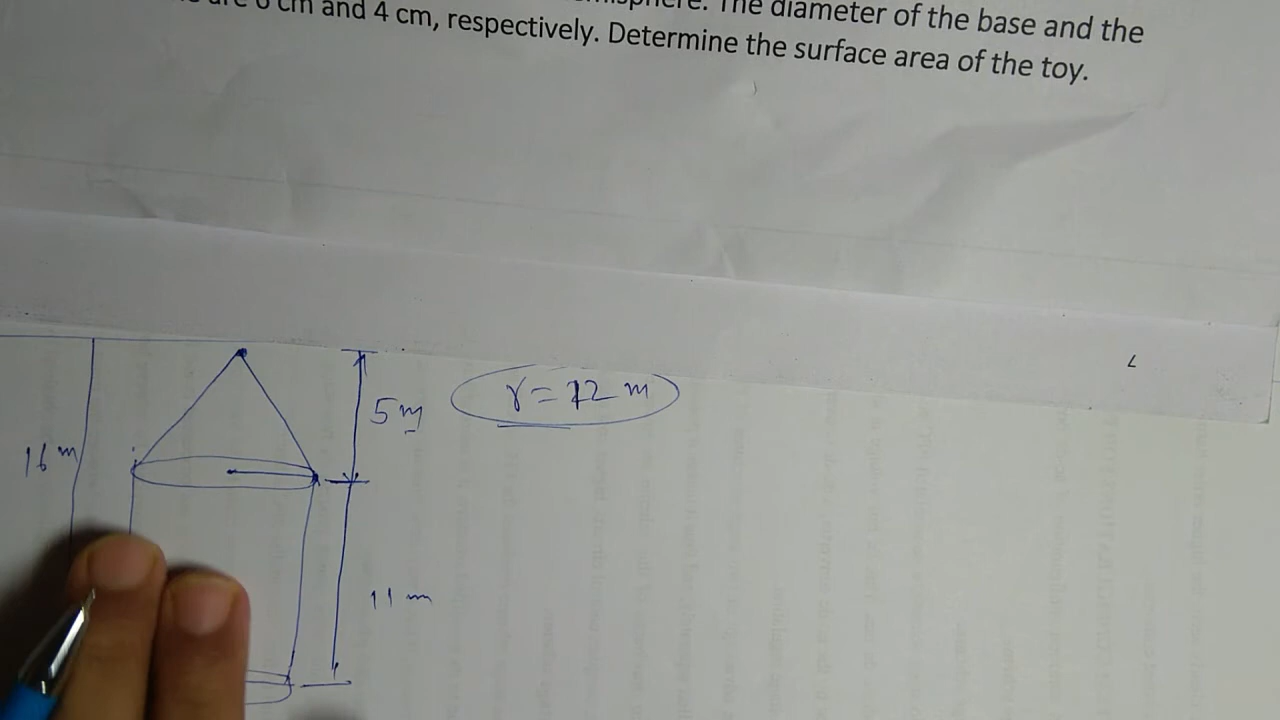 The diameter of the base and the
cm and 4 cm, respectively. Determine the surface area of the toy.
5 m
r = 12 m
16 m
11 m